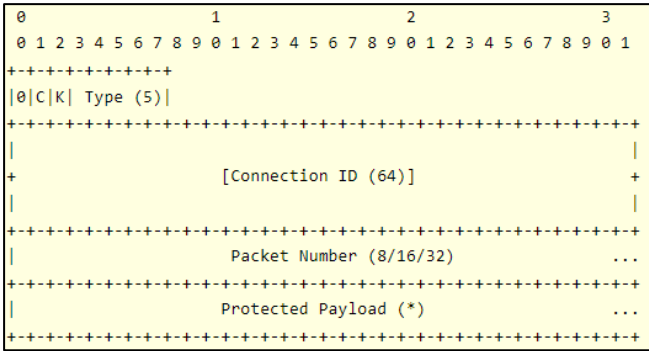 0                   1                   2                   3
0 1 2 3 4 5 6 7 8 9 0 1 2 3 4 5 6 7 8 9 0 1 2 3 4 5 6 7 8 9 0 1
+-+-+-+-+-+-+-+-+
|0|C|K| Type (5)|
+-+-+-+-+-+-+-+-+-+-+-+-+-+-+-+-+-+-+-+-+-+-+-+-+-+-+-+-+-+-+-+-+
|                                                               |
+                     [Connection ID (64)]                      +
|                                                               |
+-+-+-+-+-+-+-+-+-+-+-+-+-+-+-+-+-+-+-+-+-+-+-+-+-+-+-+-+-+-+-+-+
|                      Packet Number (8/16/32)                ...
+-+-+-+-+-+-+-+-+-+-+-+-+-+-+-+-+-+-+-+-+-+-+-+-+-+-+-+-+-+-+-+-+
|                     Protected Payload (*)                   ...
+-+-+-+-+-+-+-+-+-+-+-+-+-+-+-+-+-+-+-+-+-+-+-+-+-+-+-+-+-+-+-+-+